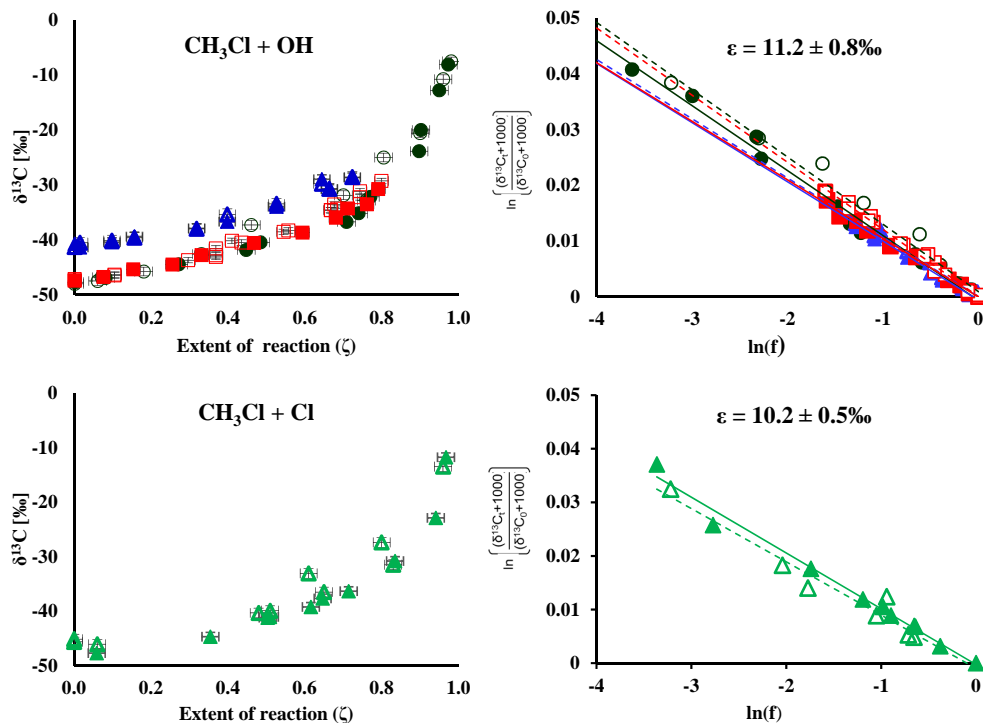 CH₃Cl + OH
δ¹³C [‰]
0
-10
-20
-30
-40
-50
0.0 0.2 0.4 0.6 0.8 1.0
Extent of reaction (ζ)
ε = 11.2 ± 0.8‰
ln [(δ¹³Cₜ+1000)
(δ¹³C₀+1000)]
0.05
0.04
0.03
0.02
0.01
0
-4 -3 -2 -1 0
ln(f)
CH₃Cl + Cl
δ¹³C [‰]
0
-10
-20
-30
-40
-50
0.0 0.2 0.4 0.6 0.8 1.0
Extent of reaction (ζ)
ε = 10.2 ± 0.5‰
ln [(δ¹³Cₜ+1000)
(δ¹³C₀+1000)]
0.05
0.04
0.03
0.02
0.01
0
-4 -3 -2 -1 0
ln(f)